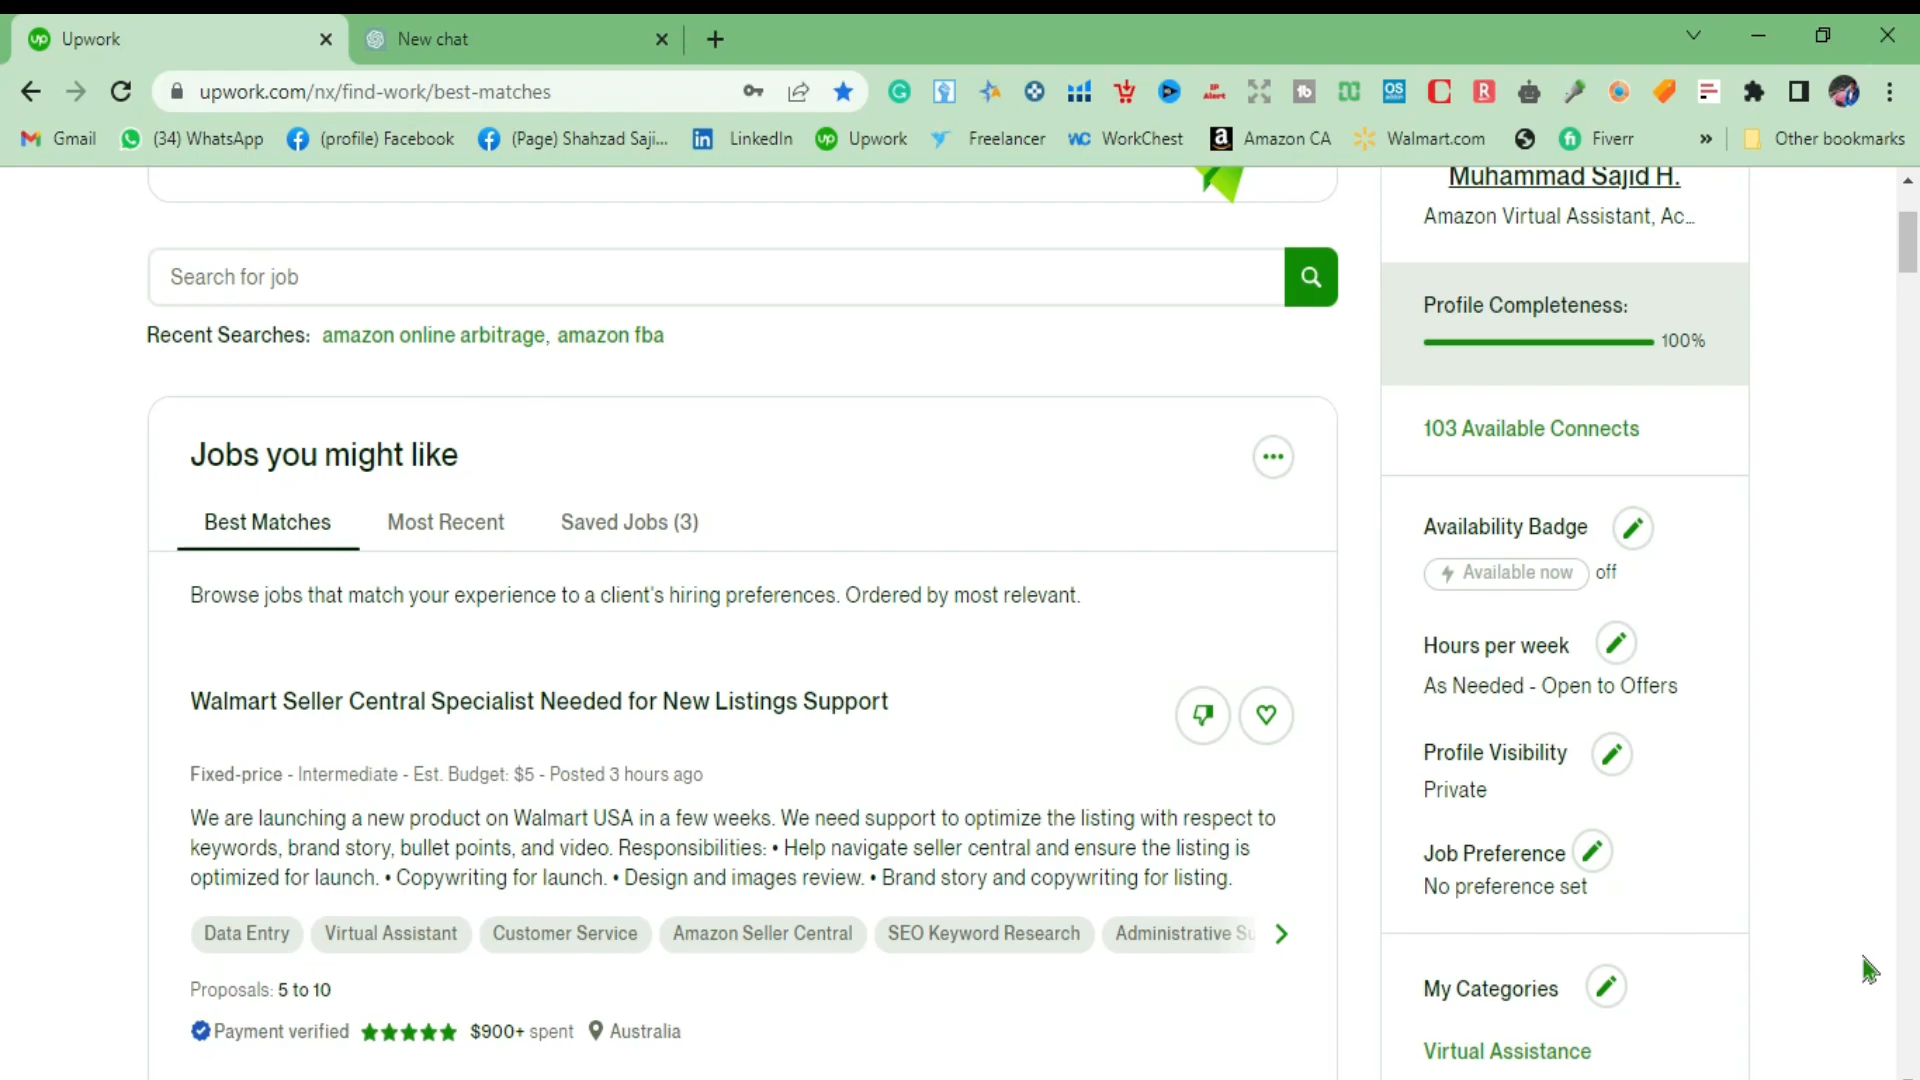 Upwork
New chat
upwork.com/nx/find-work/best-matches
Gmail (34) WhatsApp (profile) Facebook (Page) Shahzad Saji... LinkedIn Upwork Freelancer WorkChest Amazon CA Walmart.com Fiverr » Other bookmarks
Muhammad Sajid H.
Amazon Virtual Assistant, Ac...
Search for job
Recent Searches: amazon online arbitrage, amazon fba
Profile Completeness:
100%
103 Available Connects
Jobs you might like
Best Matches Most Recent Saved Jobs (3)
Browse jobs that match your experience to a client's hiring preferences. Ordered by most relevant.
Availability Badge
Available now off
Hours per week
As Needed - Open to Offers
Profile Visibility
Private
Job Preference
No preference set
My Categories
Virtual Assistance
Walmart Seller Central Specialist Needed for New Listings Support
Fixed-price - Intermediate - Est. Budget: $5 - Posted 3 hours ago
We are launching a new product on Walmart USA in a few weeks. We need support to optimize the listing with respect to
keywords, brand story, bullet points, and video. Responsibilities: • Help navigate seller central and ensure the listing is
optimized for launch. • Copywriting for launch. • Design and images review. • Brand story and copywriting for listing.
Data Entry Virtual Assistant Customer Service Amazon Seller Central SEO Keyword Research Administrative Su
Proposals: 5 to 10
Payment verified $900+ spent Australia